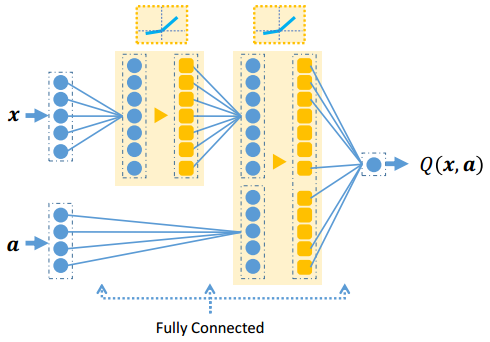 x
Q(x, a)
a
Fully Connected